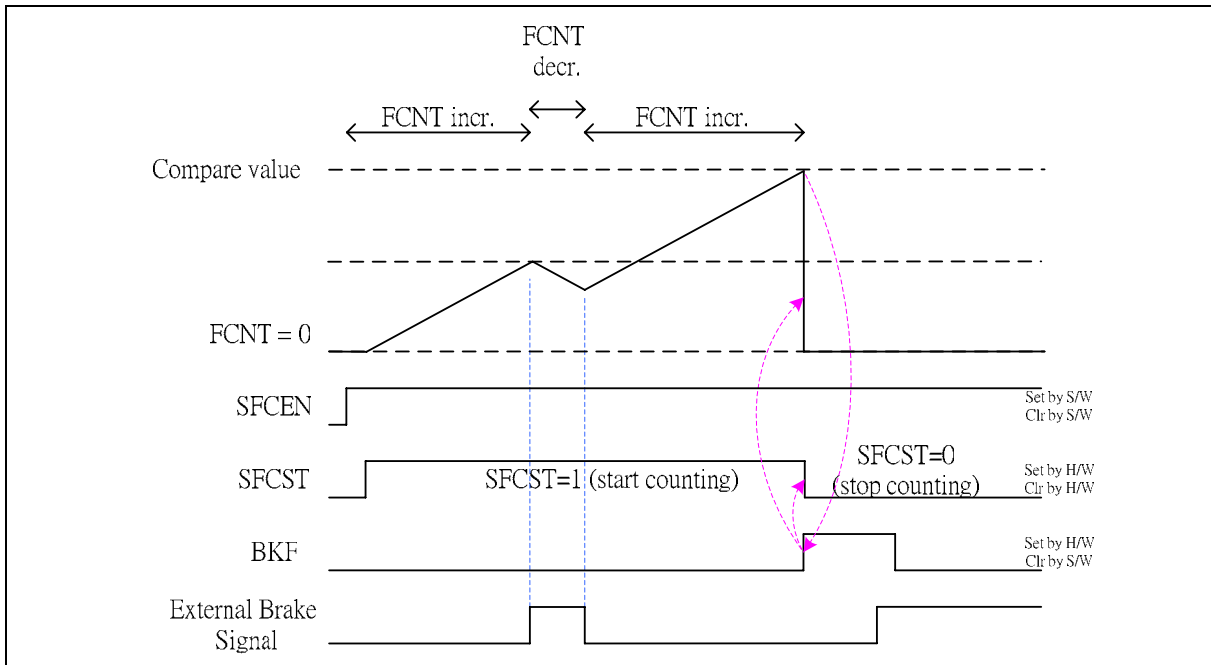 FCNT
decr.
FCNT incr.
FCNT incr.
Compare value
FCNT = 0
SFCEN
Set by S/W
Clr by S/W
SFCST
SFCST=1 (start counting)
SFCST=0
(stop counting)
Set by H/W
Clr by H/W
BKF
Set by H/W
Clr by S/W
External Brake
Signal